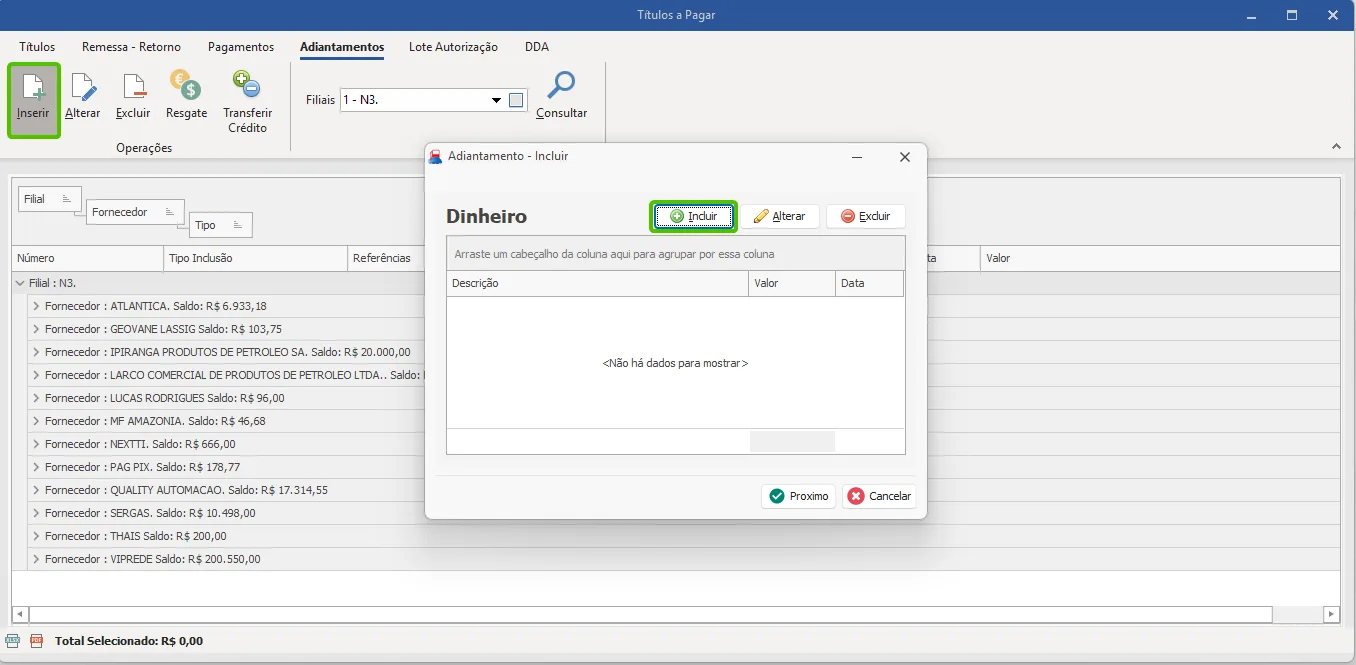 Títulos a Pagar
Títulos Remessa - Retorno Pagamentos Adiantamentos Lote Autorização DDA
Inserir Alterar Excluir Resgate Transferir Crédito
Filiais 1 - N3. Consultar
Operações
Adiantamento - Incluir
Dinheiro Incluir Alterar Excluir
Arraste um cabeçalho da coluna aqui para agrupar por essa coluna
Descrição Valor Data
<Não há dados para mostrar>
Proximo Cancelar
Filial
Fornecedor
Tipo
Número Tipo Inclusão Referências ta Valor
Filial : N3.
Fornecedor : ATLANTICA. Saldo: R$ 6.933,18
Fornecedor : GEOVANE LASSIG Saldo: R$ 103,75
Fornecedor : IPIRANGA PRODUTOS DE PETROLEO SA. Saldo: R$ 20.000,00
Fornecedor : LARCO COMERCIAL DE PRODUTOS DE PETROLEO LTDA.. Saldo:
Fornecedor : LUCAS RODRIGUES Saldo: R$ 96,00
Fornecedor : MF AMAZONIA. Saldo: R$ 46,68
Fornecedor : NEXTTI. Saldo: R$ 666,00
Fornecedor : PAG PIX. Saldo: R$ 178,77
Fornecedor : QUALITY AUTOMACAO. Saldo: R$ 17.314,55
Fornecedor : SERGAS. Saldo: R$ 10.498,00
Fornecedor : THAIS Saldo: R$ 200,00
Fornecedor : VIPREDE Saldo: R$ 200.550,00
Total Selecionado: R$ 0,00